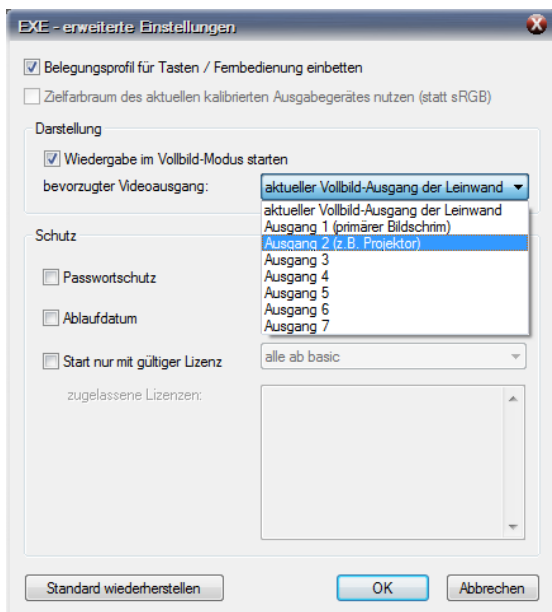 EXE - erweiterte Einstellungen
Belegungsprofil für Tasten / Fernbedienung einbetten
Zielfarbraum des aktuellen kalibrierten Ausgabegerätes nutzen (statt sRGB)
Darstellung
Wiedergabe im Vollbild-Modus starten
bevorzugter Videoausgang:
aktueller Vollbild-Ausgang der Leinwand
aktueller Vollbild-Ausgang der Leinwand
Ausgang 1 (primärer Bildschrim)
Ausgang 2 (z.B. Projektor)
Ausgang 3
Ausgang 4
Ausgang 5
Ausgang 6
Ausgang 7
Schutz
Passwortschutz
Ablaufdatum
Start nur mit gültiger Lizenz
alle ab basic
zugelassene Lizenzen:
Standard wiederherstellen
OK
Abbrechen